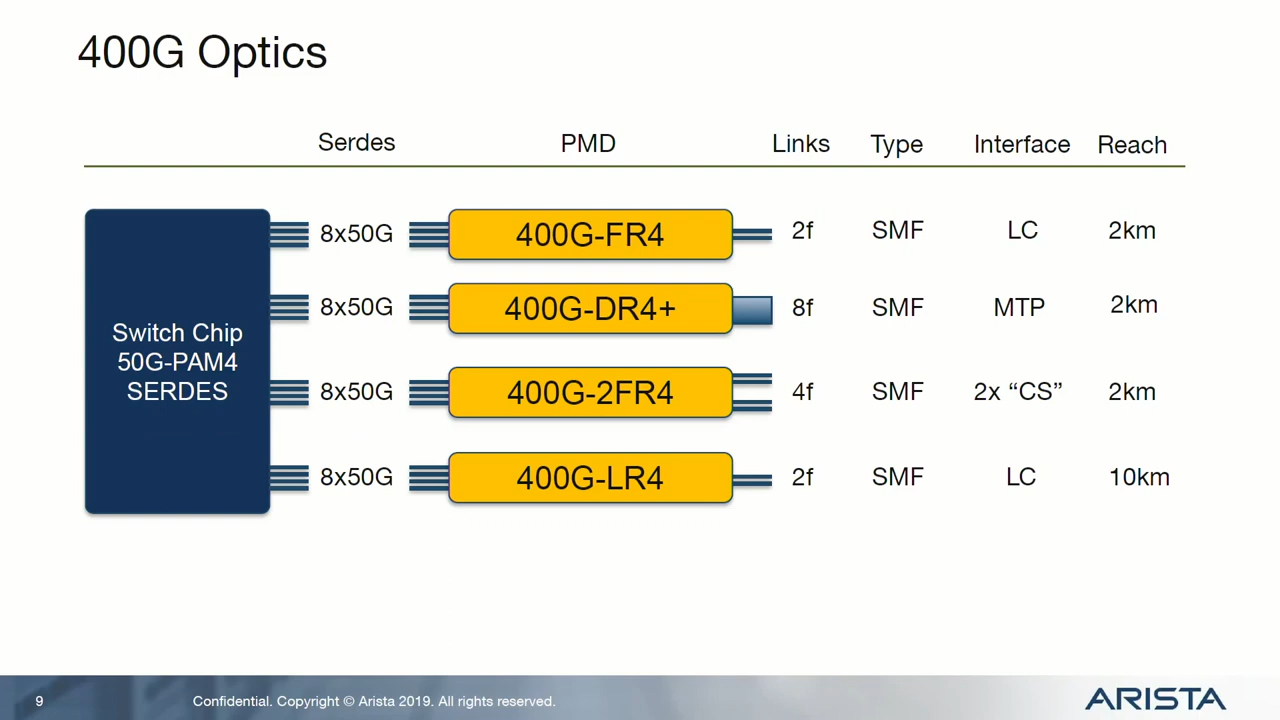 400G Optics
Serdes PMD Links Type Interface Reach
8x50G 400G-FR4 2f SMF LC 2km
8x50G 400G-DR4+ 8f SMF MTP 2km
Switch Chip
50G-PAM4
SERDES
8x50G 400G-2FR4 4f SMF 2x “CS” 2km
8x50G 400G-LR4 2f SMF LC 10km
9 Confidential. Copyright © Arista 2019. All rights reserved. ARISTA